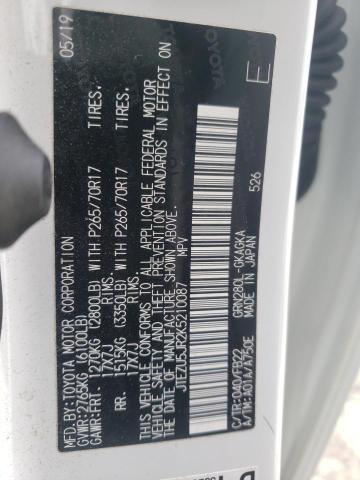 MFD.BY:TOYOTA MOTOR CORPORATION 05/19
GVWR:2765KG (6100LB)
GAWR:FRT. 1270KG (2800LB) WITH P265/70R17 TIRES,
17X7J RIMS.
RR. 1515KG (3350LB) WITH P265/70R17 TIRES,
17X7J RIMS.
THIS VEHICLE CONFORMS TO ALL APPLICABLE FEDERAL MOTOR
VEHICLE SAFETY AND THEFT PREVENTION STANDARDS IN
EFFECT ON THE DATE OF MANUFACTURE SHOWN ABOVE.
JTEZU5JR2K5210087 MPV
C/TR:040/FB22 GRN280L-GKAGKA
A/TM:A01A/A750E MADE IN JAPAN 526
E